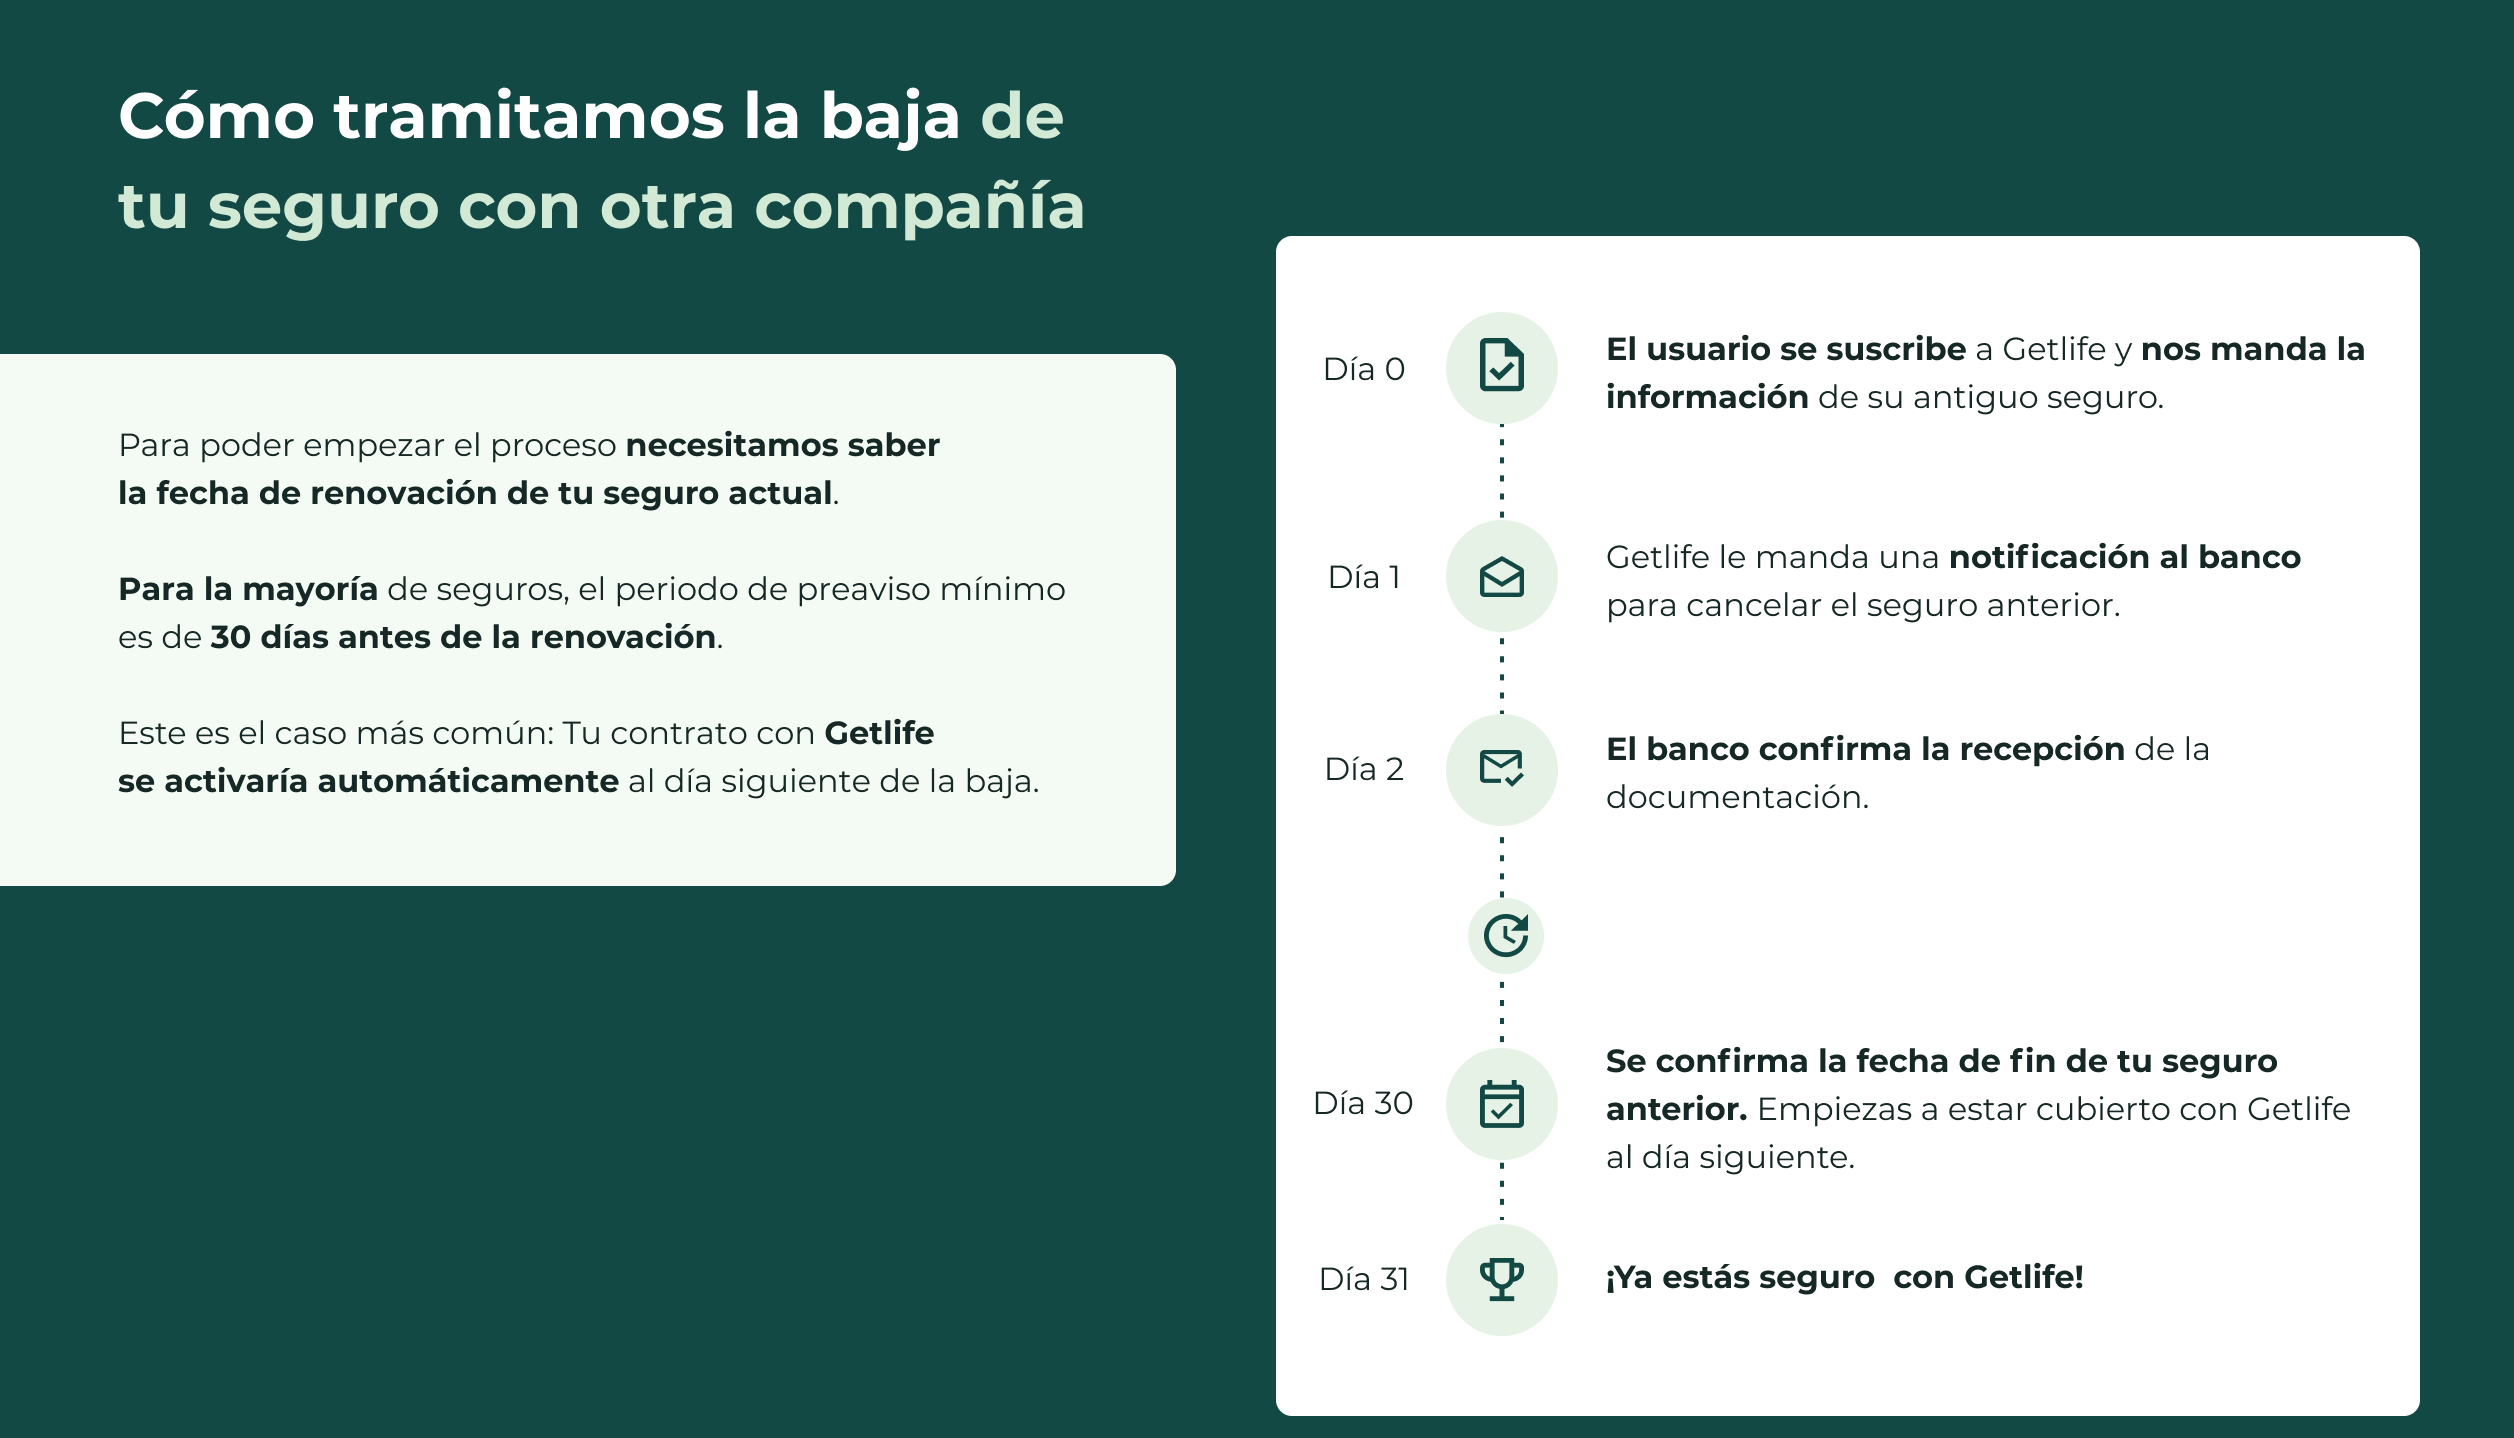 Cómo tramitamos la baja de
tu seguro con otra compañía
Para poder empezar el proceso necesitamos saber
la fecha de renovación de tu seguro actual.
Para la mayoría de seguros, el periodo de preaviso mínimo
es de 30 días antes de la renovación.
Este es el caso más común: Tu contrato con Getlife
se activaría automáticamente al día siguiente de la baja.
Día 0
El usuario se suscribe a Getlife y nos manda la
información de su antiguo seguro.
Día 1
Getlife le manda una notificación al banco
para cancelar el seguro anterior.
Día 2
El banco confirma la recepción de la
documentación.
Día 30
Se confirma la fecha de fin de tu seguro
anterior. Empiezas a estar cubierto con Getlife
al día siguiente.
Día 31
¡Ya estás seguro  con Getlife!